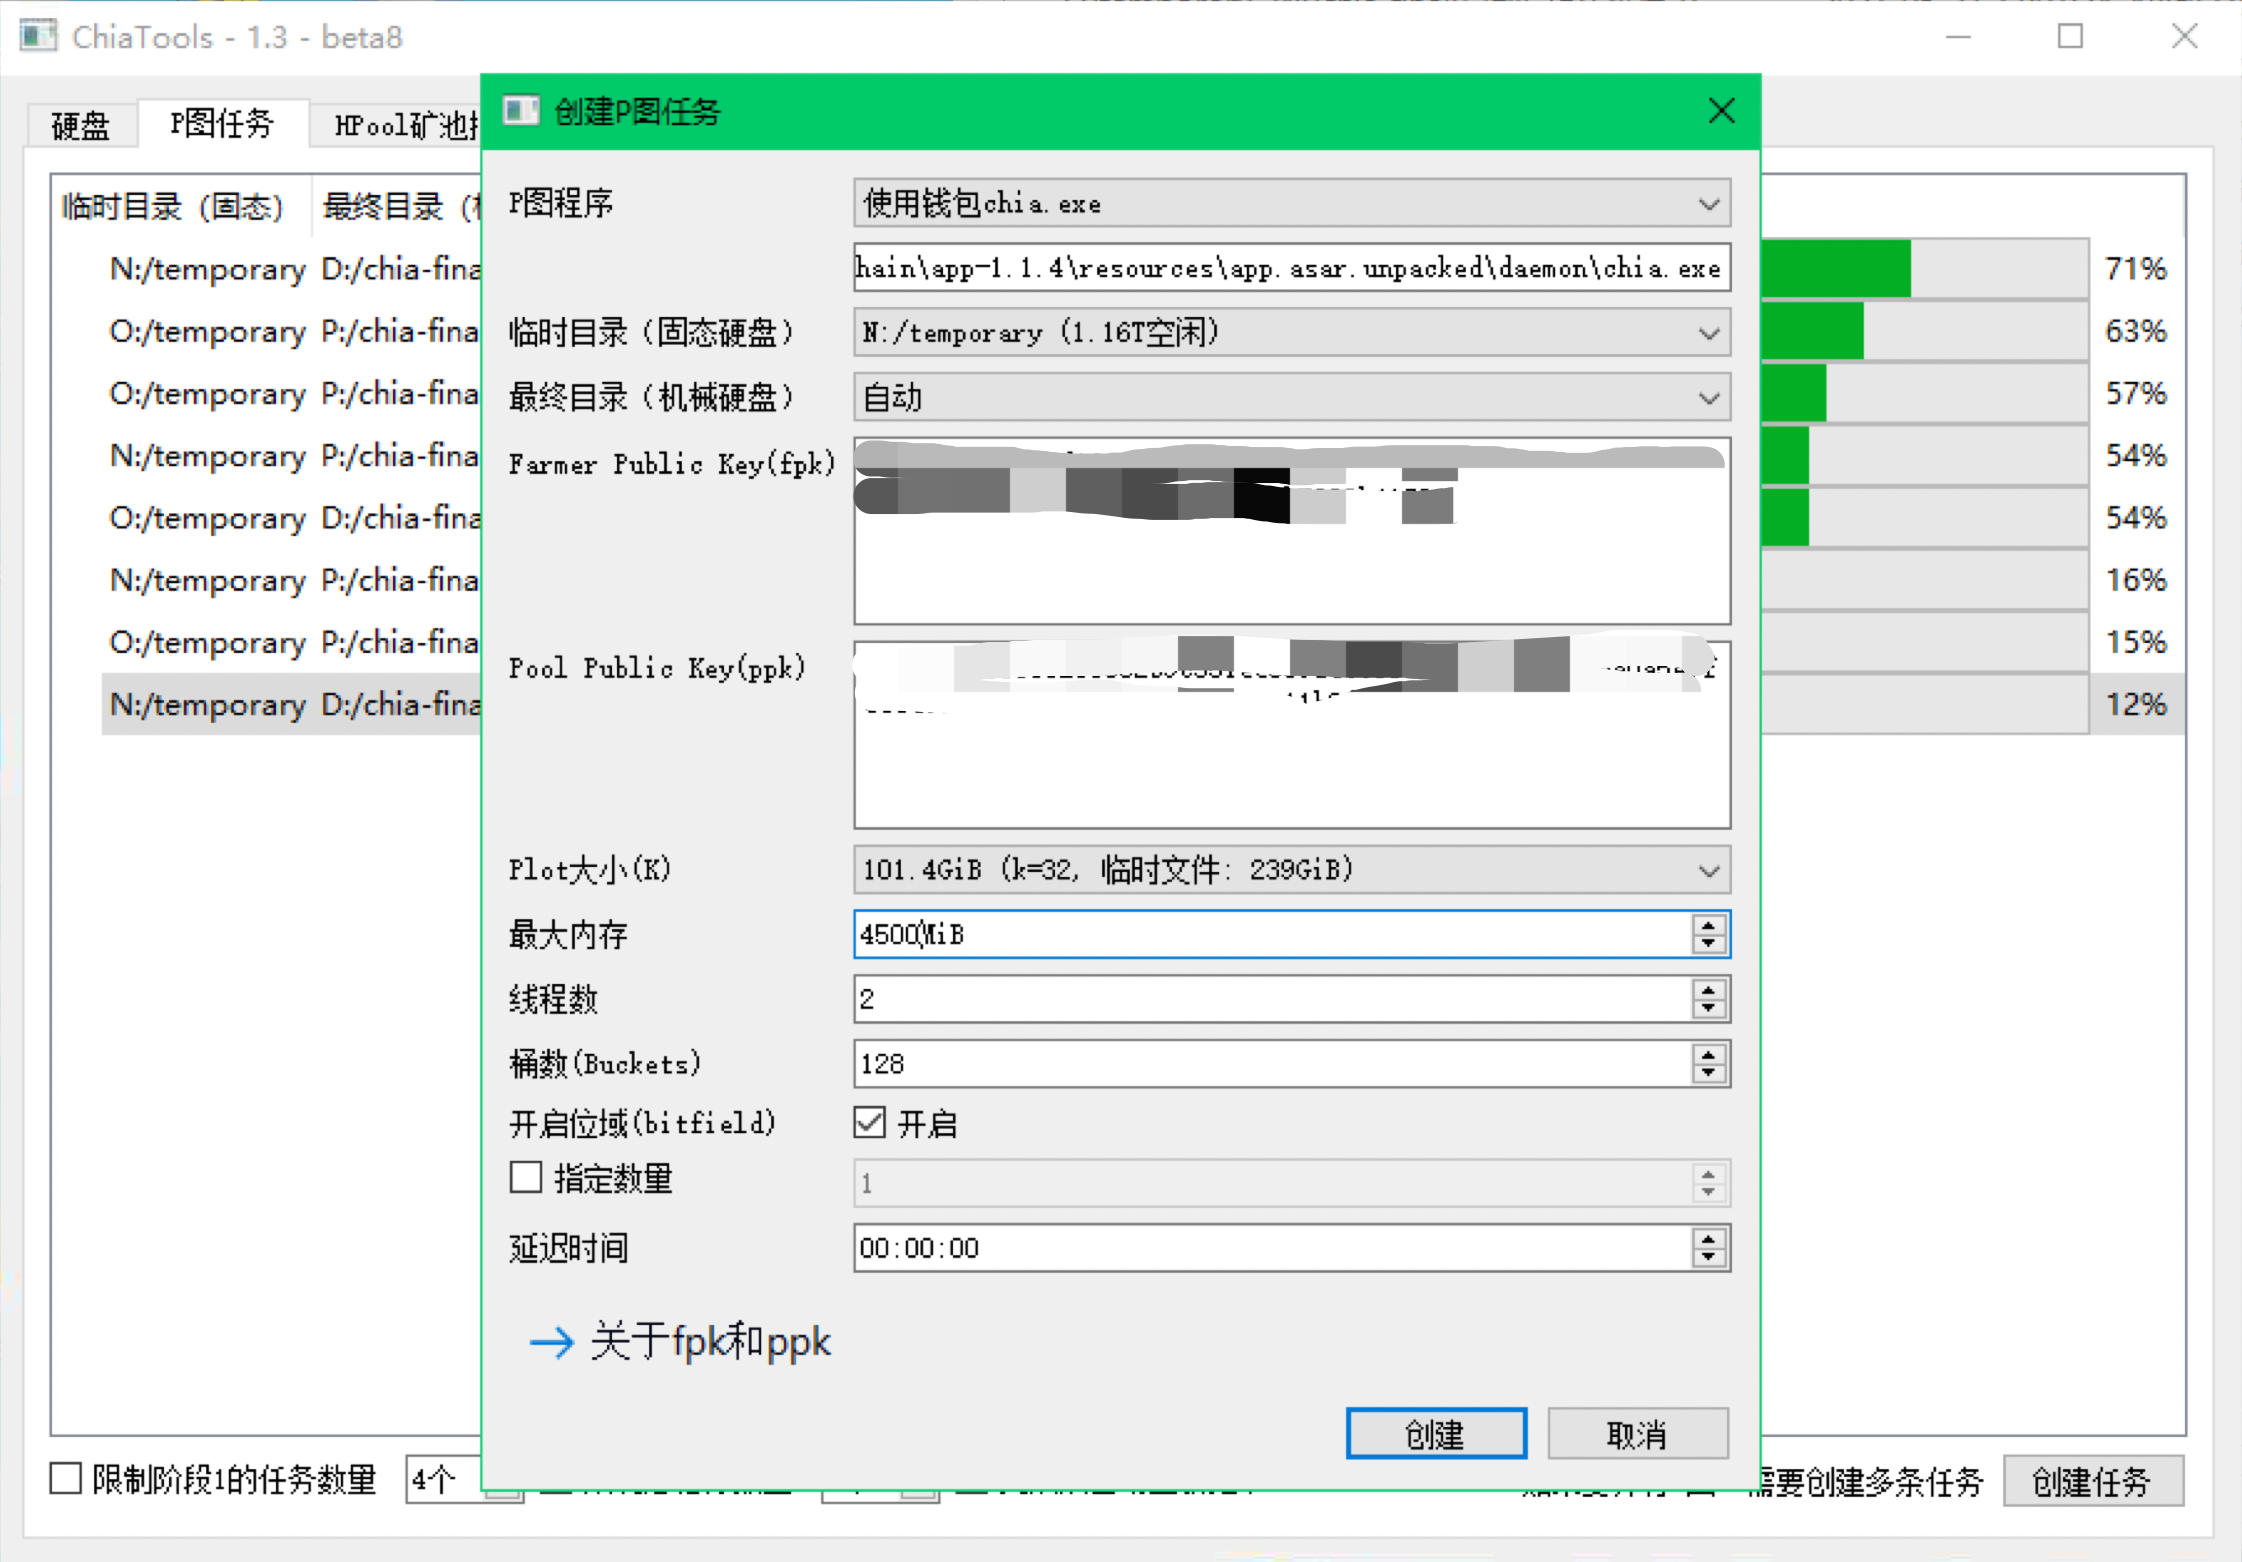 ChiaTools - 1.3 - beta8
硬盘
P图任务
HPool矿池
临时目录（固态）
最终目录
N:/temporary D:/chia-fina
O:/temporary P:/chia-fina
O:/temporary P:/chia-fina
N:/temporary P:/chia-fina
O:/temporary D:/chia-fina
N:/temporary P:/chia-fina
O:/temporary P:/chia-fina
N:/temporary D:/chia-fina
创建P图任务
P图程序
使用钱包chia.exe
hain\app-1.1.4\resources\app.asar.unpacked\daemon\chia.exe
临时目录（固态硬盘）
N:/temporary (1.16T空闲)
最终目录（机械硬盘）
自动
Farmer Public Key(fpk)
Pool Public Key(ppk)
Plot大小(K)
101.4GiB (k=32, 临时文件: 239GiB)
最大内存
4500MiB
线程数
2
桶数(Buckets)
128
开启位域(bitfield)
开启
指定数量
1
延迟时间
00:00:00
关于fpk和ppk
创建
取消
71%
63%
57%
54%
54%
16%
15%
12%
限制阶段1的任务数量
4个
需要创建多条任务
创建任务